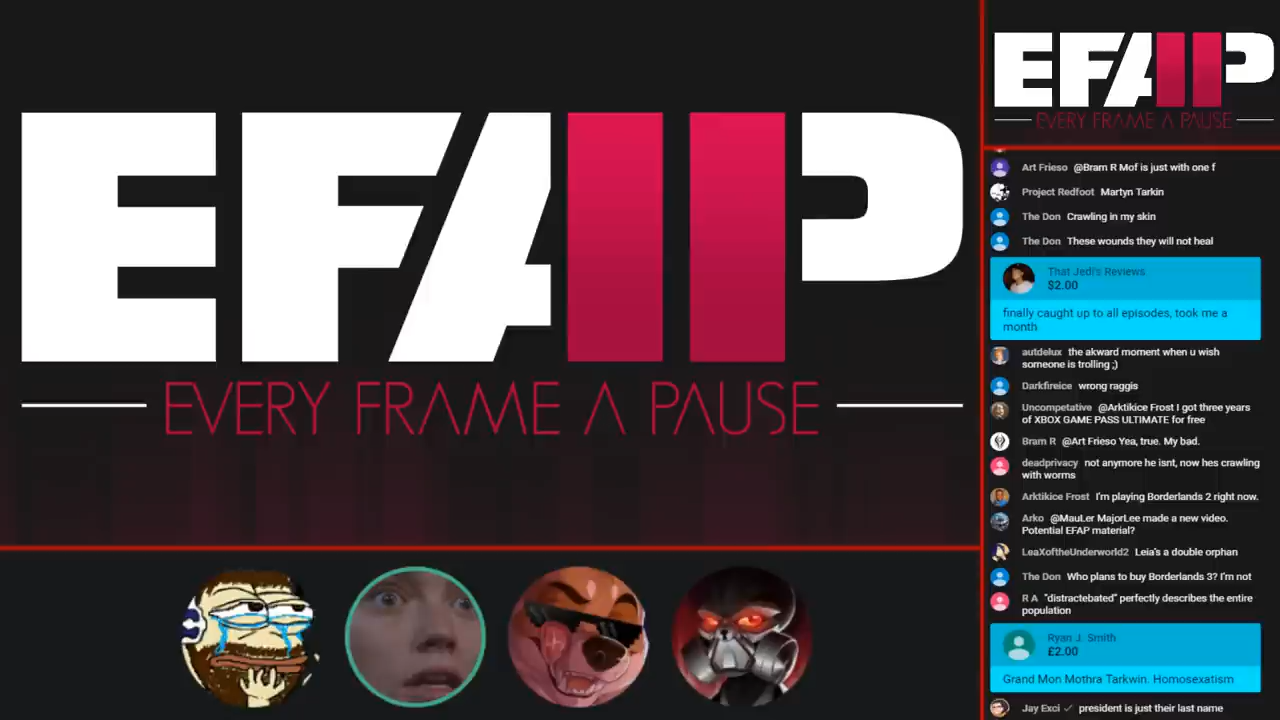 EFAP
EVERY FRAME A PAUSE
EFAP
EVERY FRAME A PAUSE
Art Frieso @Bram R Mof is just with one f
Project Redfoot Martyn Tarkin
The Don Crawling in my skin
The Don These wounds they will not heal
That Jedi's Reviews
$2.00
finally caught up to all episodes, took me a
month
autdelux the akward moment when u wish
someone is trolling ;)
Darkfireice wrong raggis
Uncompetative @Arktikice Frost I got three years
of XBOX GAME PASS ULTIMATE for free
Bram R @Art Frieso Yea, true. My bad.
deadprivacy not anymore he isnt, now hes crawling
with worms
Arktikice Frost I'm playing Borderlands 2 right now.
Arko @MauLer MajorLee made a new video.
Potential EFAP material?
LeaXoftheUnderworld2 Leia's a double orphan
The Don Who plans to buy Borderlands 3? I'm not
R A "distractebated" perfectly describes the entire
population
Ryan J. Smith
£2.00
Grand Mon Mothra Tarkwin. Homosexatism
Jay Exci ✓ president is just their last name